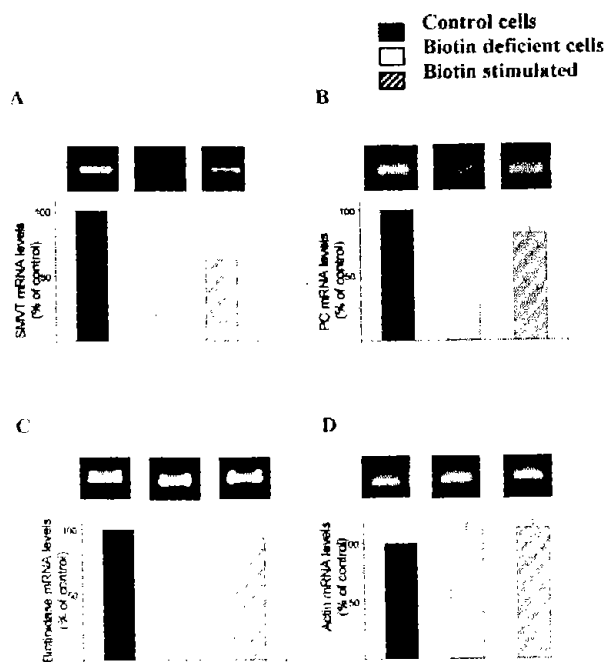 Control cells
Biotin deficient cells
Biotin stimulated
A
B
100
50
SMVT mRNA levels
(% of control)
100
50
PC mRNA levels
(% of control)
C
D
100
50
Biotinidase mRNA levels
(% of control)
100
50
Actin mRNA levels
(% of control)